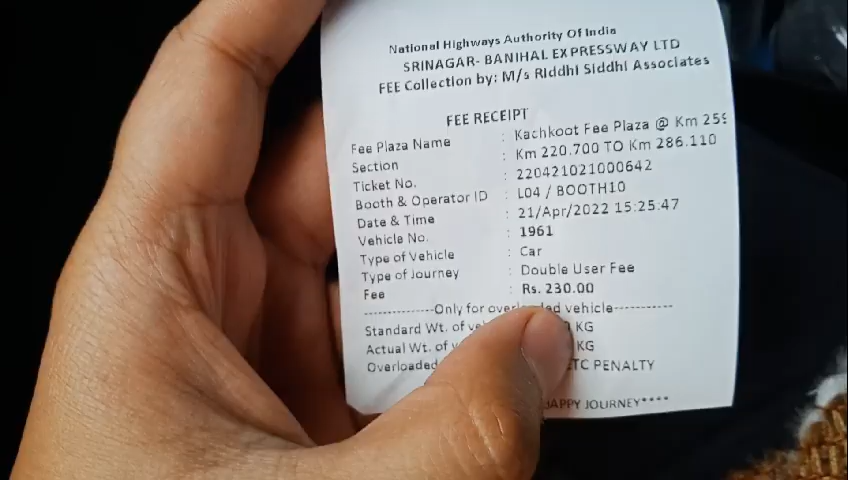 National Highways Authority Of India
SRINAGAR- BANIHAL EXPRESSWAY LTD
FEE Collection by: M/s Riddhi Siddhi Associates
FEE RECEIPT
Fee Plaza Name : Kachkoot Fee Plaza @ Km 259
Section : Km 220.700 TO Km 286.110
Ticket No. : 220421021000642
Booth & Operator ID : L04 / BOOTH10
Date & Time : 21/Apr/2022 15:25:47
Vehicle No. : 1961
Type of Vehicle : Car
Type of Journey : Double User Fee
Fee : Rs. 230.00
--------------Only for overloaded vehicle-----------
Standard Wt. of KG
Actual Wt. of KG
Overloaded PENALTY
HAPPY JOURNEY****